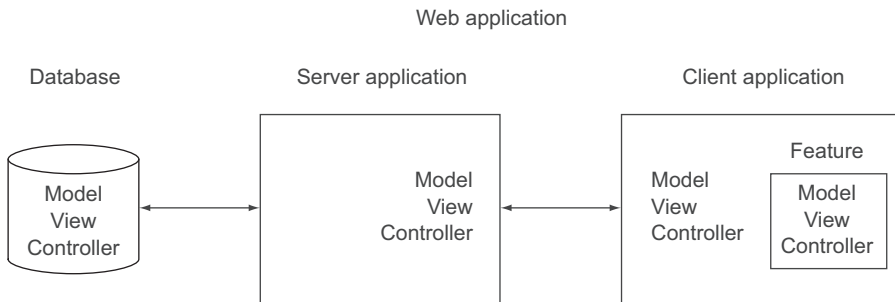 Web application
Database
Server application
Client application
Model
View
Controller
Model
View
Controller
Model
View
Controller
Feature
Model
View
Controller